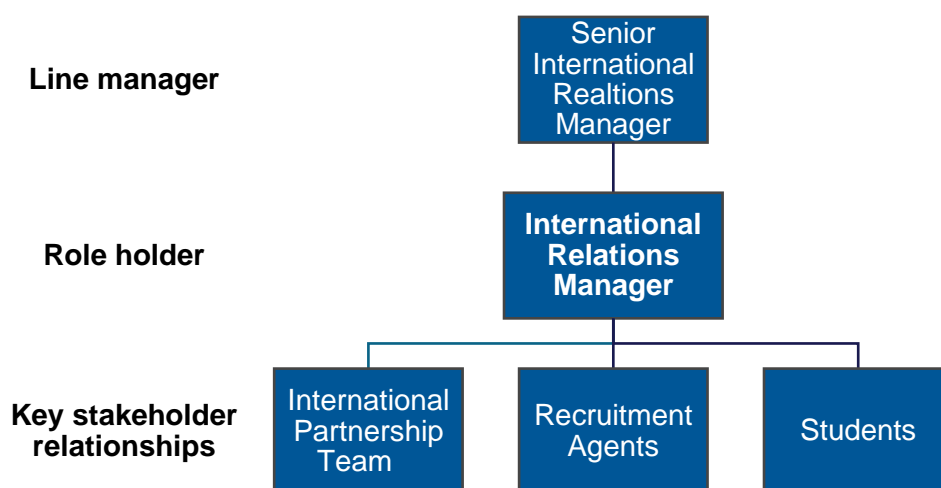 Line manager
Senior
International
Realtions
Manager
Role holder
International
Relations
Manager
Key stakeholder
relationships
International
Partnership
Team
Recruitment
Agents
Students